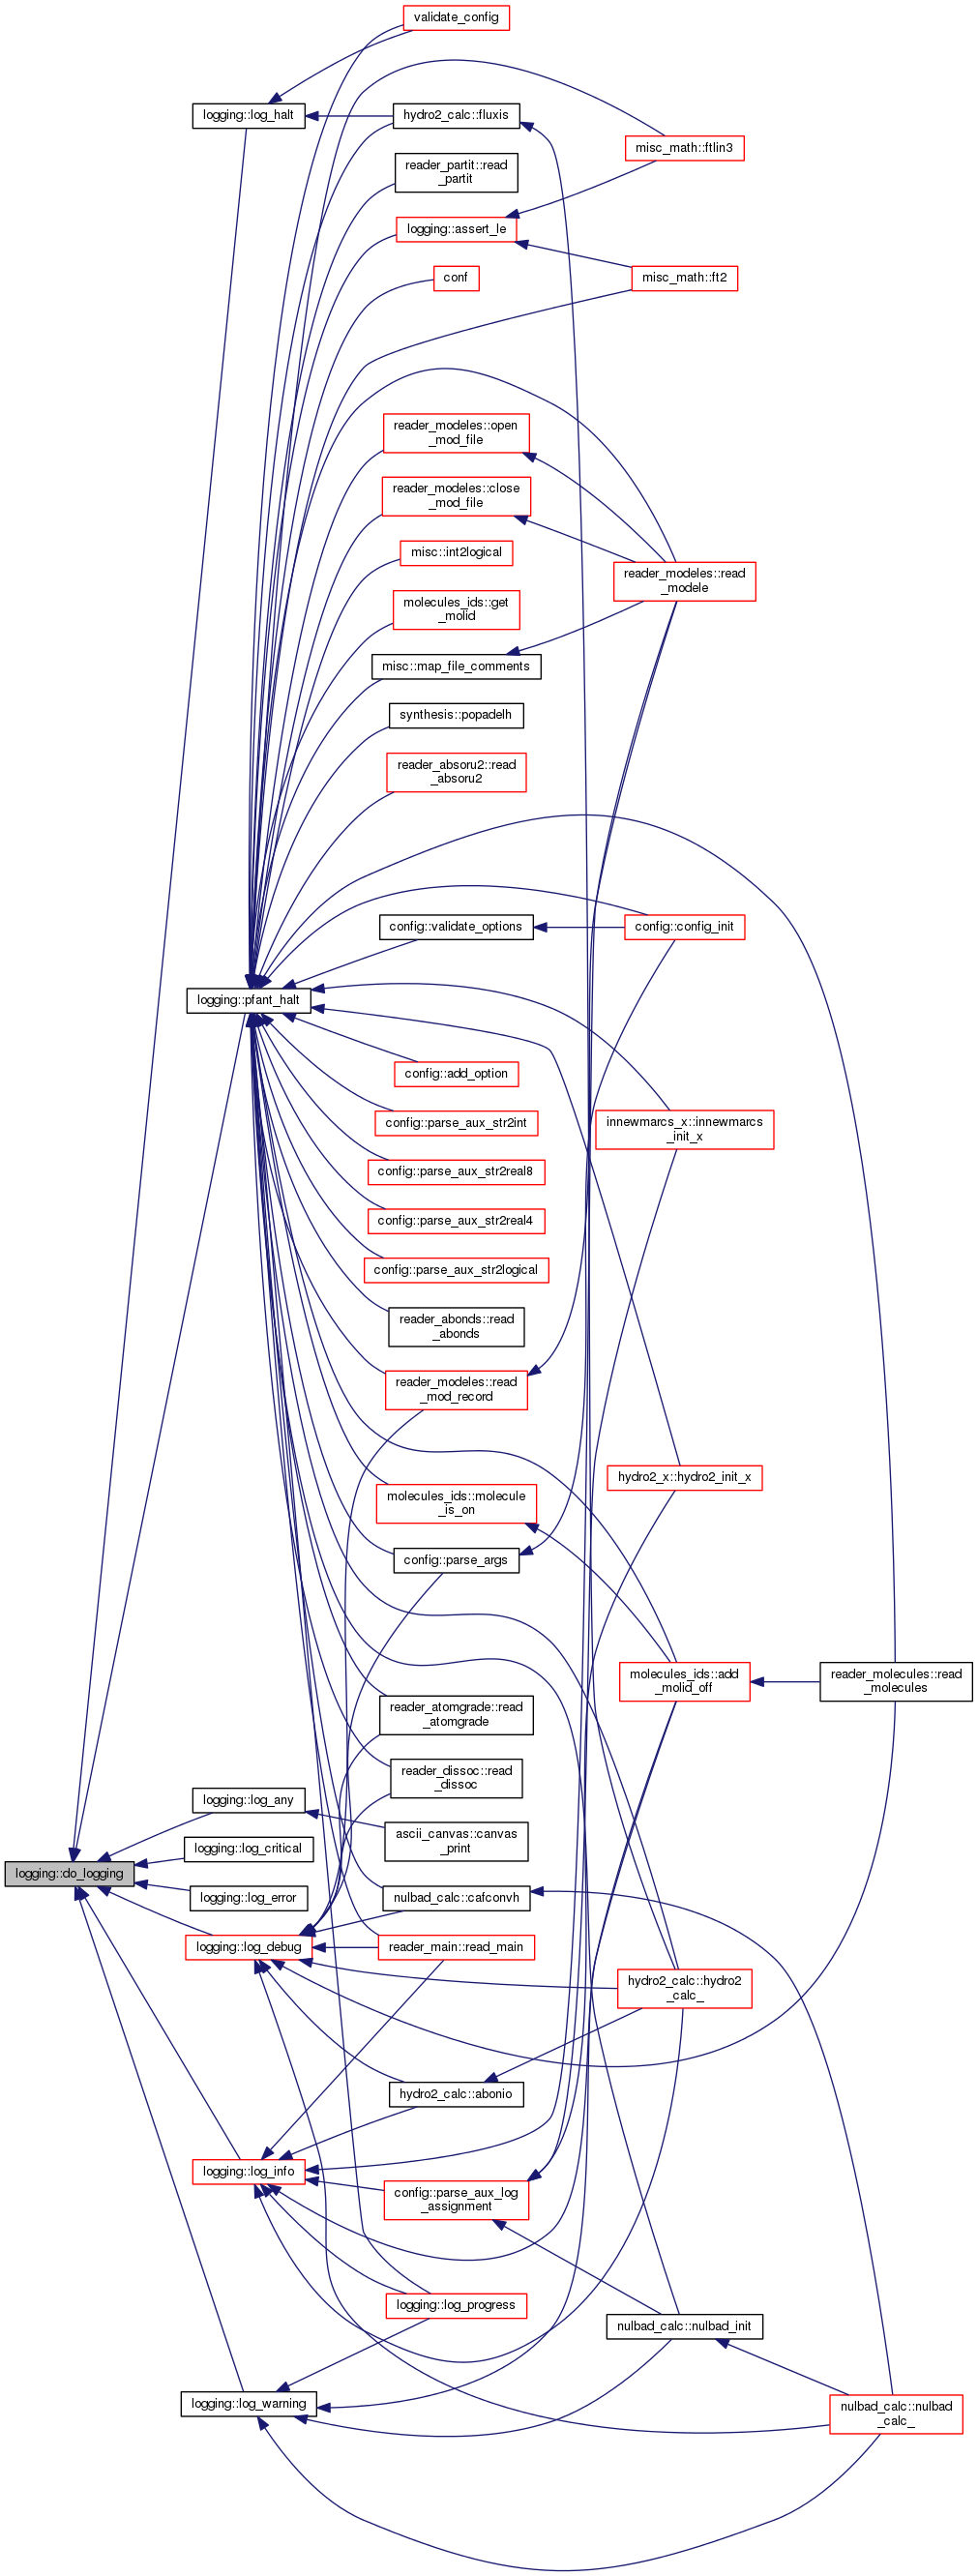 validate_config
logging::log_halt
hydro2_calc::fluxis
misc_math::ftlin3
reader_partit::read
_partit
logging::assert_le
conf
misc_math::ft2
reader_modeles::open
_mod_file
reader_modeles::close
_mod_file
misc::int2logical
reader_modeles::read
_modele
molecules_ids::get
_molid
misc::map_file_comments
synthesis::popadelh
reader_absoru2::read
_absoru2
config::validate_options
config::config_init
logging::pfant_halt
config::add_option
config::parse_aux_str2int
innewmarcs_x::innewmarcs
_init_x
config::parse_aux_str2real8
config::parse_aux_str2real4
config::parse_aux_str2logical
reader_abonds::read
_abonds
reader_modeles::read
_mod_record
hydro2_x::hydro2_init_x
molecules_ids::molecule
_is_on
config::parse_args
molecules_ids::add
_molid_off
reader_molecules::read
_molecules
reader_atomgrade::read
_atomgrade
reader_dissoc::read
_dissoc
logging::log_any
ascii_canvas::canvas
_print
logging::log_critical
logging::do_logging
logging::log_error
nulbad_calc::cafconvh
logging::log_debug
reader_main::read_main
hydro2_calc::hydro2
_calc_
hydro2_calc::abonio
logging::log_info
config::parse_aux_log
_assignment
logging::log_progress
nulbad_calc::nulbad_init
logging::log_warning
nulbad_calc::nulbad
_calc_